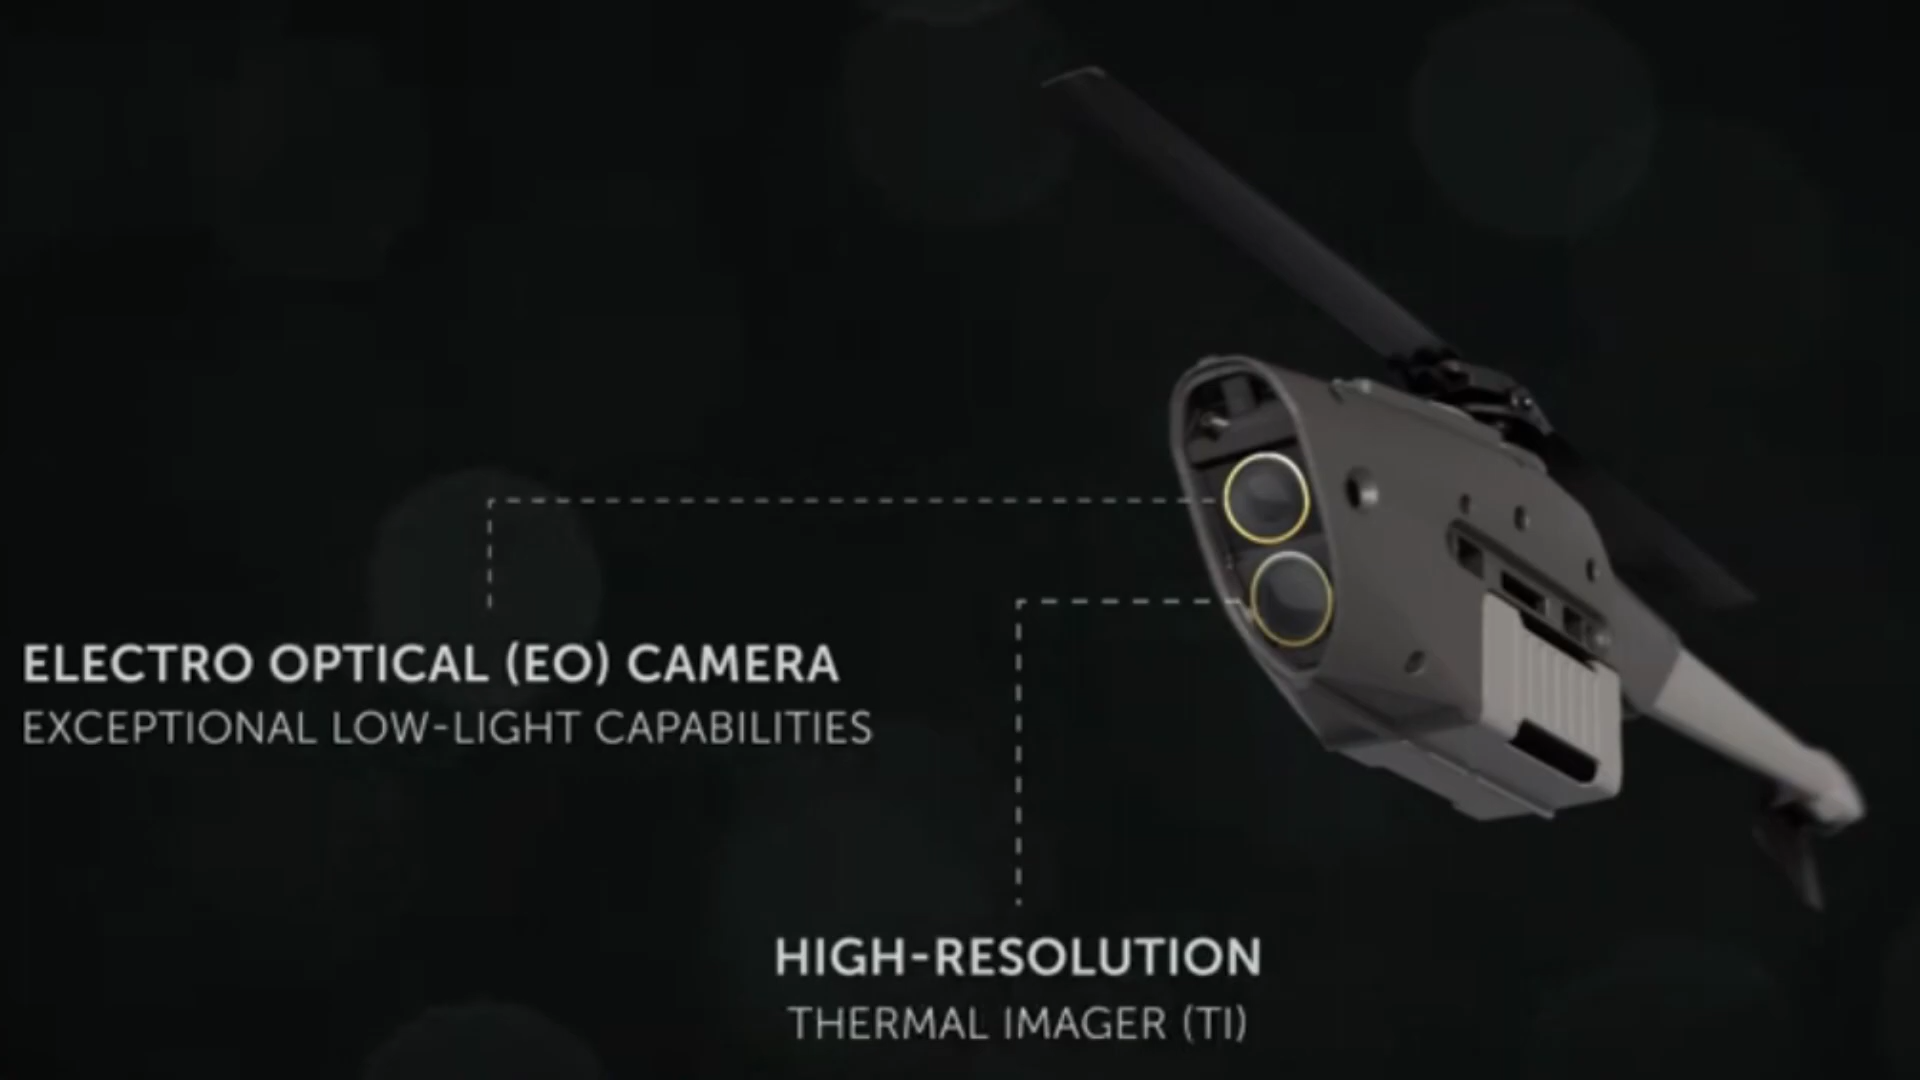 ELECTRO OPTICAL (EO) CAMERA
EXCEPTIONAL LOW-LIGHT CAPABILITIES
HIGH-RESOLUTION
THERMAL IMAGER (TI)